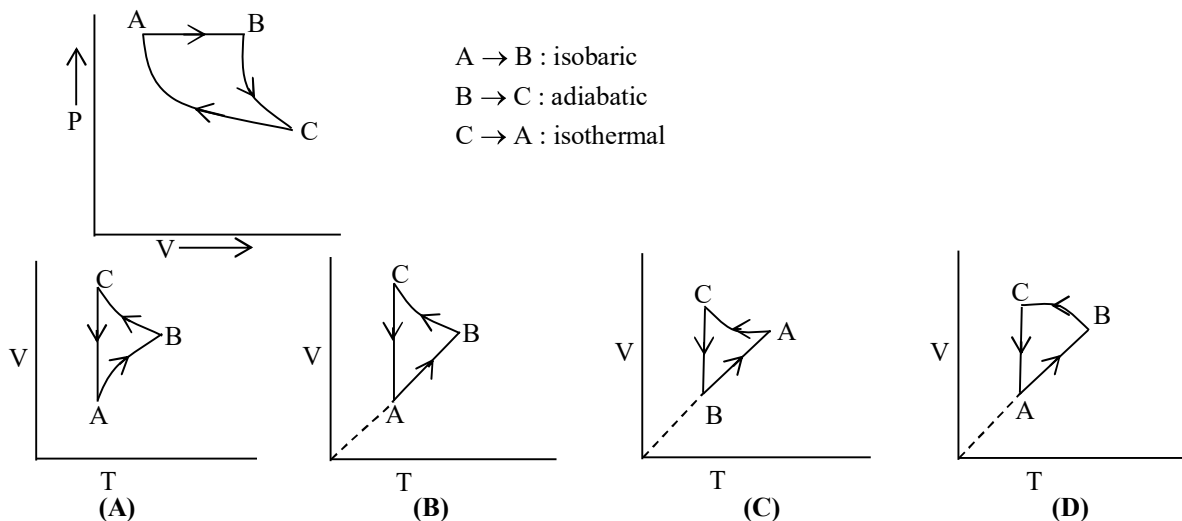 A B
P
C
V
A → B : isobaric
B → C : adiabatic
C → A : isothermal
C
V
B
A
T
(A)
C
V
B
A
T
(B)
C
V
A
B
T
(C)
C
V
B
A
T
(D)